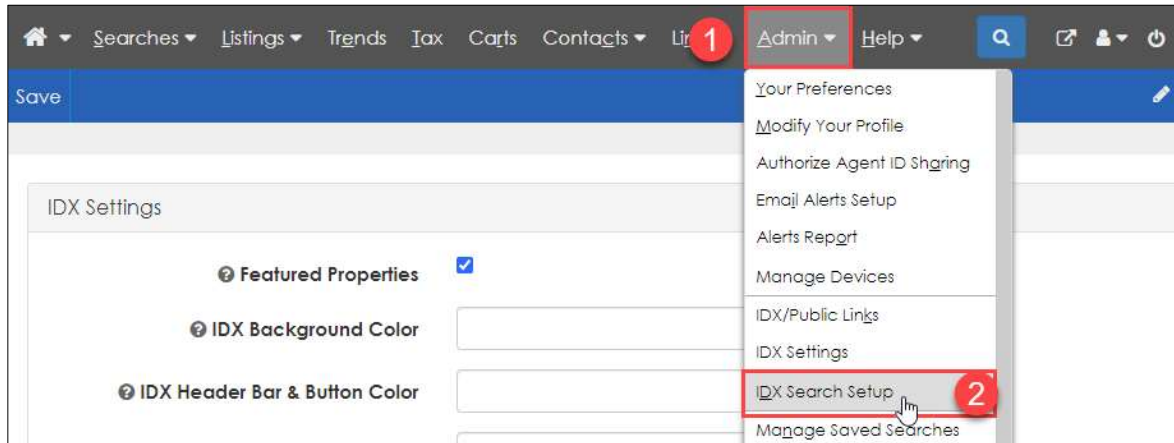 Searches Listings Trends Tax Carts Contacts 1 Admin Help
Save
Your Preferences
Modify Your Profile
Authorize Agent ID Sharing
Email Alerts Setup
Alerts Report
Manage Devices
IDX/Public Links
IDX Settings
IDX Search Setup 2
Manage Saved Searches
IDX Settings
Featured Properties
IDX Background Color
IDX Header Bar & Button Color